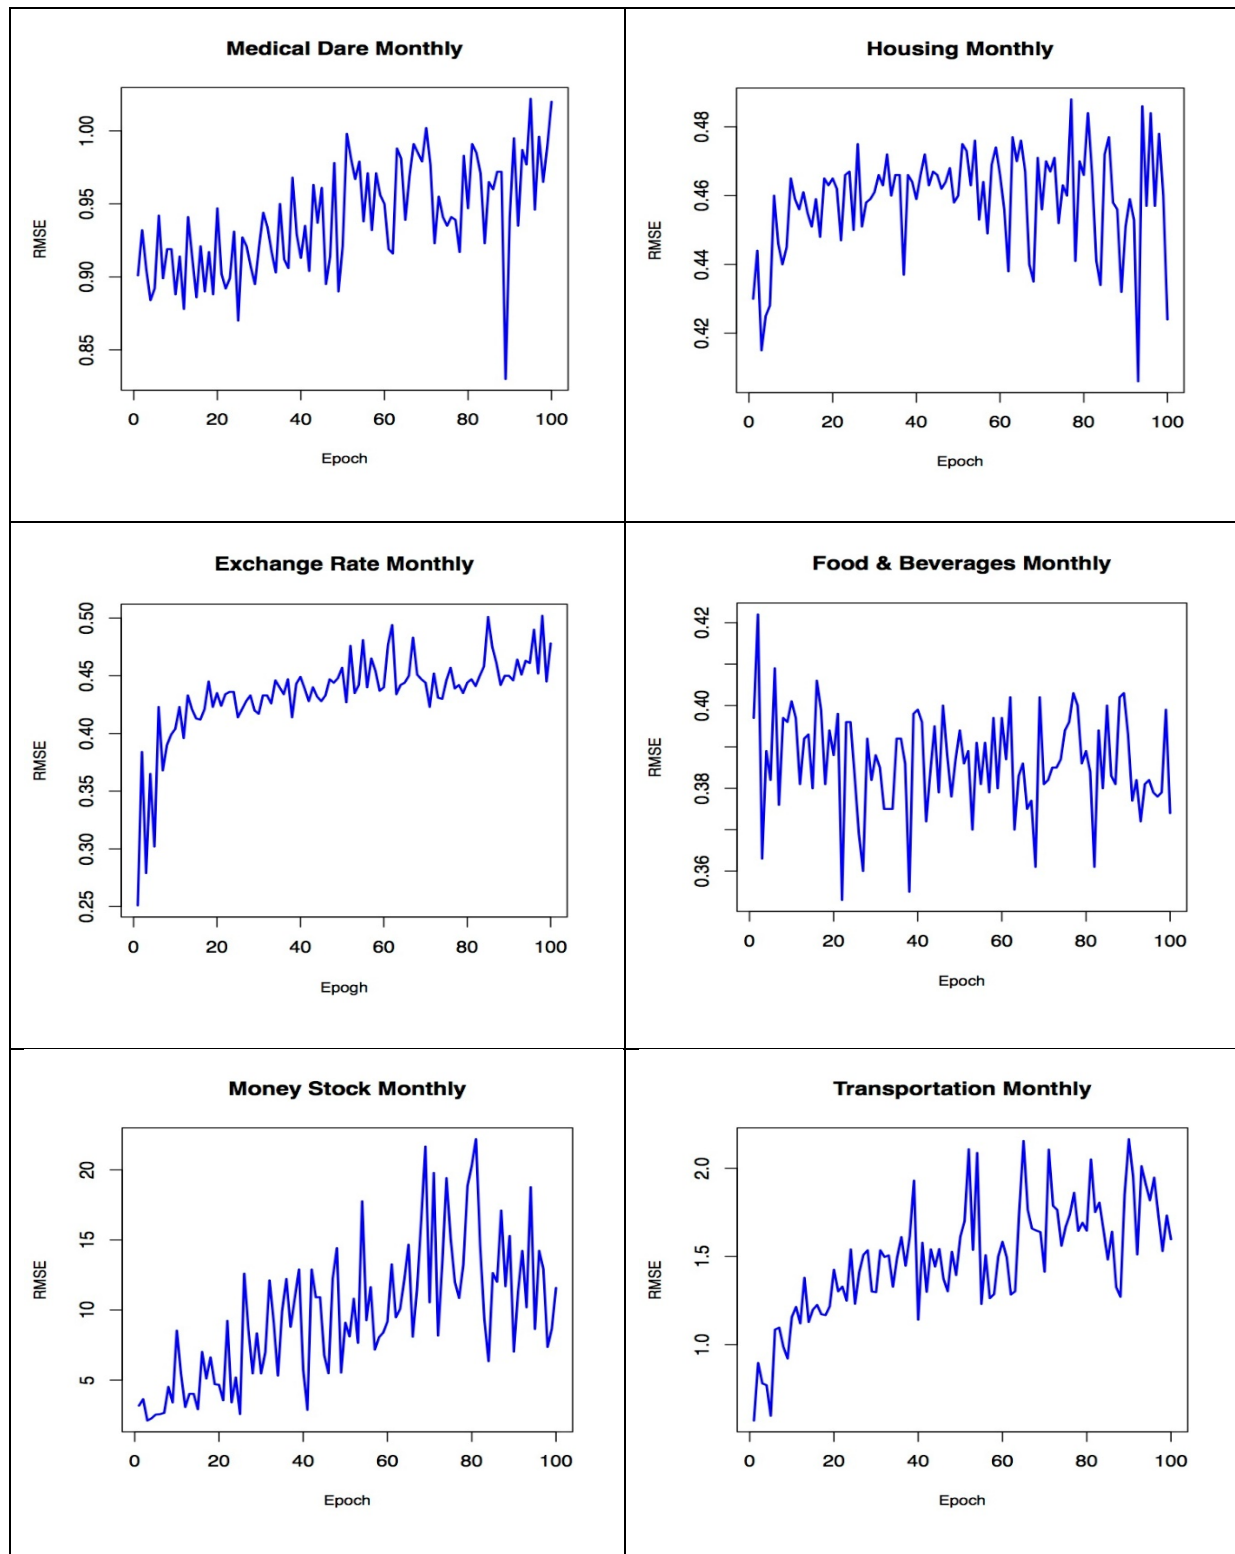 Medical Dare Monthly
RMSE
1.00
0.95
0.90
0.85
0 20 40 60 80 100
Epoch
Housing Monthly
RMSE
0.48
0.46
0.44
0.42
0 20 40 60 80 100
Epoch
Exchange Rate Monthly
RMSE
0.50
0.45
0.40
0.35
0.30
0.25
0 20 40 60 80 100
Epogh
Food & Beverages Monthly
RMSE
0.42
0.40
0.38
0.36
0 20 40 60 80 100
Epoch
Money Stock Monthly
RMSE
20
15
10
5
0 20 40 60 80 100
Epoch
Transportation Monthly
RMSE
2.0
1.5
1.0
0 20 40 60 80 100
Epoch